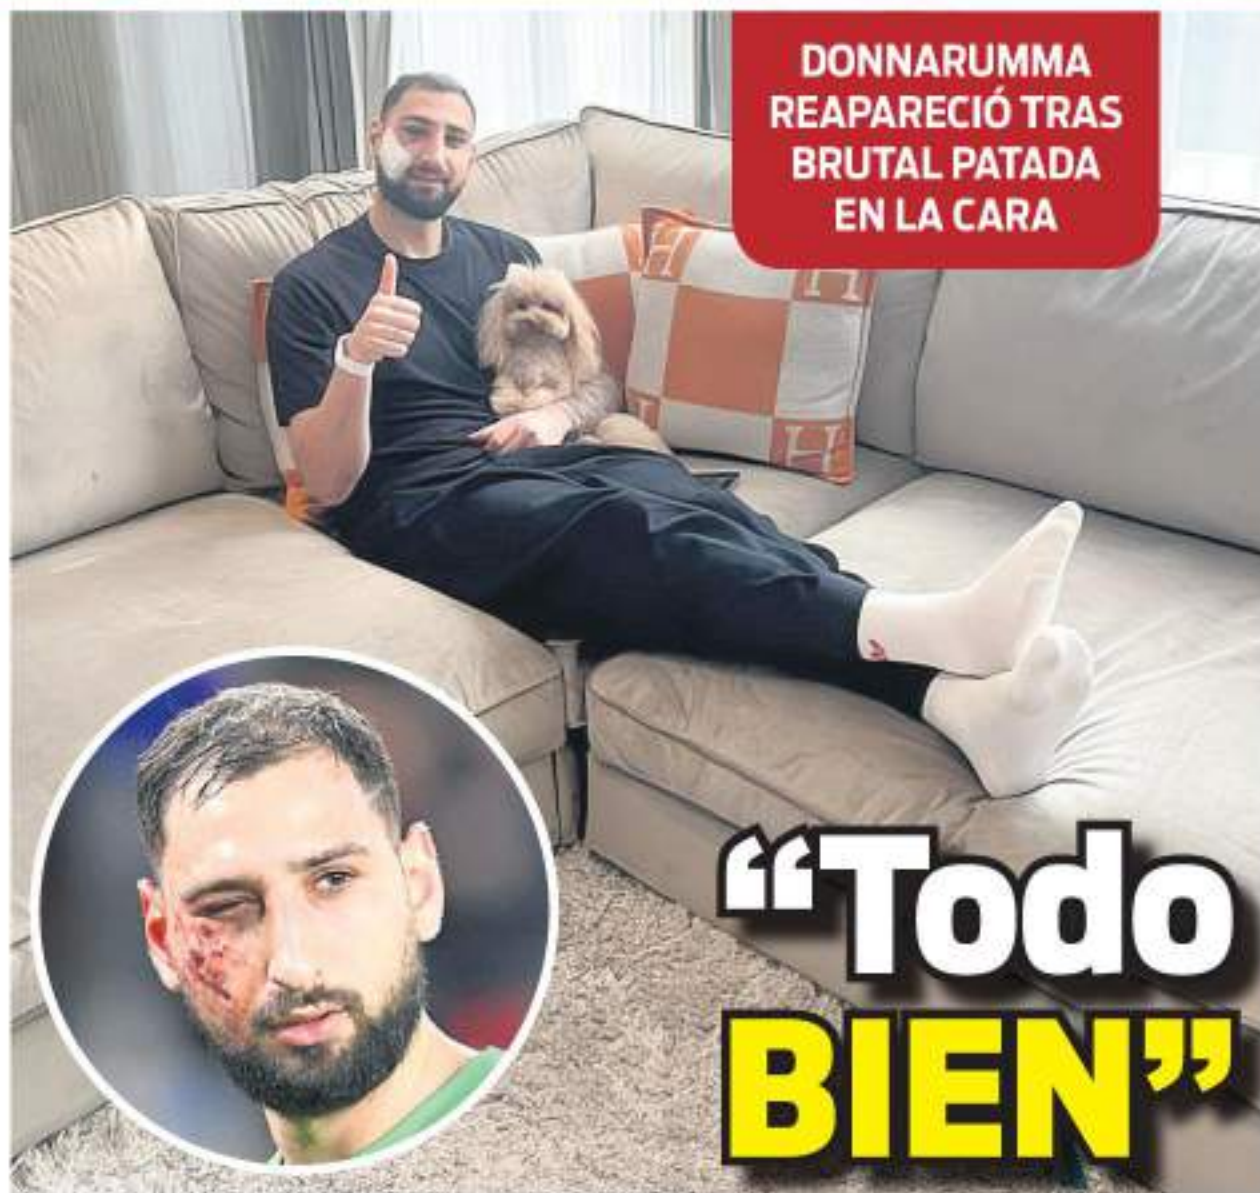 DONNARUMMA
REAPARECIÓ TRAS
BRUTAL PATADA
EN LA CARA
H
H
H
H
“Todo
BIEN”